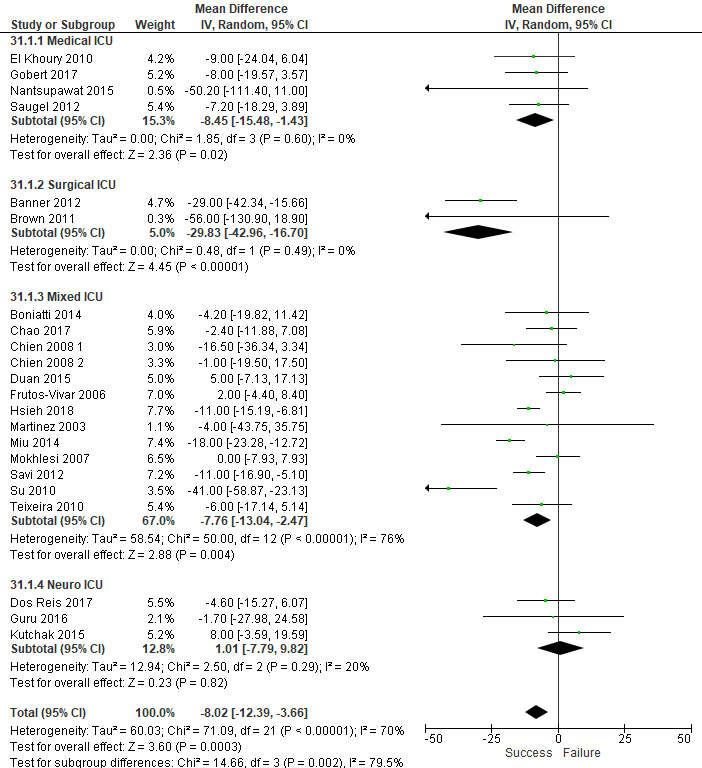 Mean Difference Mean Difference
Study or Subgroup Weight IV, Random, 95% CI IV, Random, 95% CI
31.1.1 Medical ICU
El Khoury 2010 4.2% -9.00 [-24.04, 6.04]
Gobert 2017 5.2% -8.00 [-19.57, 3.57]
Nantsupawat 2015 0.5% -50.20 [-111.40, 11.00]
Saugel 2012 5.4% -7.20 [-18.29, 3.89]
Subtotal (95% CI) 15.3% -8.45 [-15.48, -1.43]
Heterogeneity: Tau² = 0.00; Chi² = 1.85, df = 3 (P = 0.60); I² = 0%
Test for overall effect: Z = 2.36 (P = 0.02)
31.1.2 Surgical ICU
Banner 2012 4.7% -29.00 [-42.34, -15.66]
Brown 2011 0.3% -56.00 [-130.90, 18.90]
Subtotal (95% CI) 5.0% -29.83 [-42.96, -16.70]
Heterogeneity: Tau² = 0.00; Chi² = 0.48, df = 1 (P = 0.49); I² = 0%
Test for overall effect: Z = 4.45 (P < 0.00001)
31.1.3 Mixed ICU
Boniatti 2014 4.0% -4.20 [-19.82, 11.42]
Chao 2017 5.9% -2.40 [-11.88, 7.08]
Chien 2008 1 3.0% -16.50 [-36.34, 3.34]
Chien 2008 2 3.3% -1.00 [-19.50, 17.50]
Duan 2015 5.0% 5.00 [-7.13, 17.13]
Frutos-Vivar 2006 7.0% 2.00 [-4.40, 8.40]
Hsieh 2018 7.7% -11.00 [-15.19, -6.81]
Martinez 2003 0.9% -4.00 [-43.75, 35.75]
Miu 2014 7.4% -18.00 [-23.28, -12.72]
Mokhlesi 2007 6.5% 0.00 [-7.93, 7.93]
Savi 2012 7.2% -11.00 [-16.90, -5.10]
Su 2010 3.5% -41.00 [-58.87, -23.13]
Teixeira 2010 5.4% -6.00 [-17.14, 5.14]
Subtotal (95% CI) 67.0% -7.76 [-13.04, -2.47]
Heterogeneity: Tau² = 58.54; Chi² = 50.00, df = 12 (P < 0.00001); I² = 76%
Test for overall effect: Z = 2.88 (P = 0.004)
31.1.4 Neuro ICU
Dos Reis 2017 5.5% -4.60 [-15.27, 6.07]
Guru 2016 2.1% -1.70 [-27.98, 24.58]
Kutchak 2015 5.2% 8.00 [-3.59, 19.59]
Subtotal (95% CI) 12.8% 1.01 [-7.79, 9.82]
Heterogeneity: Tau² = 12.94; Chi² = 2.50, df = 2 (P = 0.29); I² = 20%
Test for overall effect: Z = 0.23 (P = 0.82)
Total (95% CI) 100.0% -8.02 [-12.39, -3.66]
Heterogeneity: Tau² = 60.03; Chi² = 71.09, df = 21 (P < 0.00001); I² = 70%
-50 -25 0 25 50
Test for overall effect: Z = 3.60 (P = 0.0003)
Success Failure
Test for subgroup differences: Chi² = 14.66, df = 3 (P = 0.002), I² = 79.5%